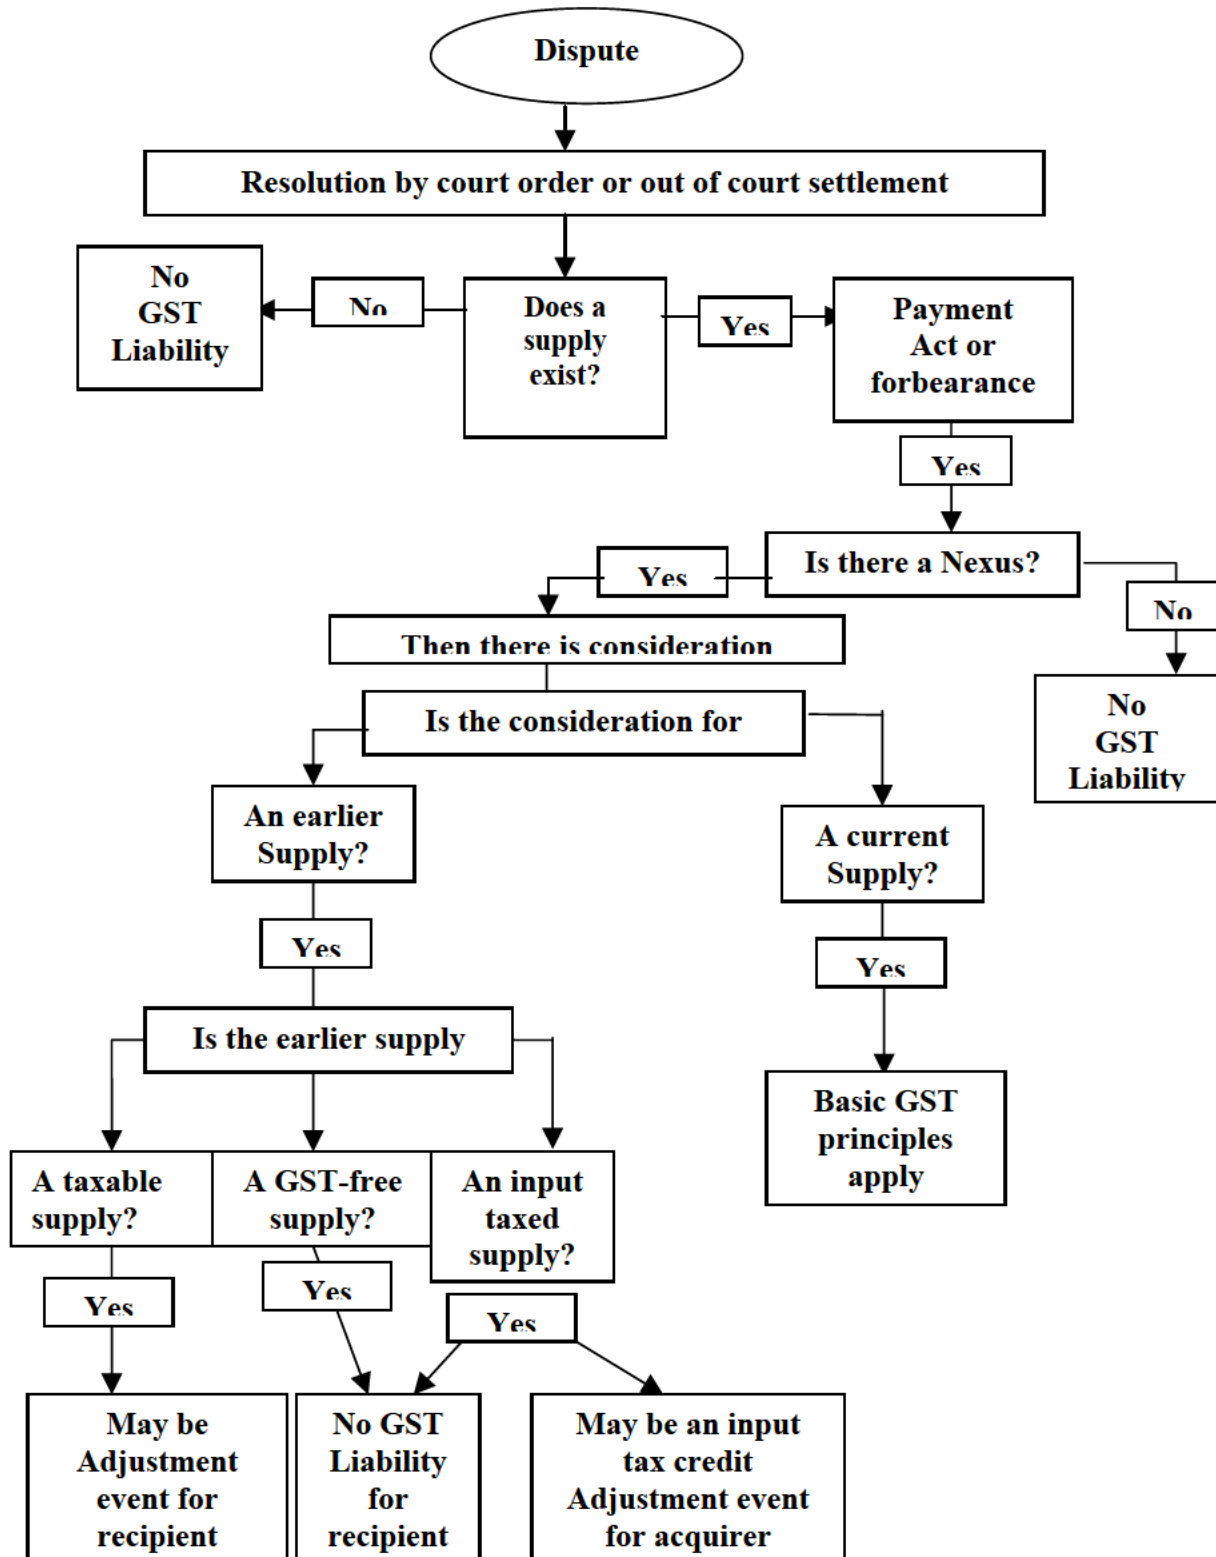 Dispute
Resolution by court order or out of court settlement
No
GST
Liability
No
Does a
supply
exist?
Yes
Payment
Act or
forbearance
Yes
Is there a Nexus?
Yes
No
Then there is consideration
No
GST
Liability
Is the consideration for
An earlier
Supply?
A current
Supply?
Yes
Yes
Is the earlier supply
Basic GST
principles
apply
A taxable
supply?
A GST-free
supply?
An input
taxed
supply?
Yes
Yes
Yes
May be
Adjustment
event for
recipient
No GST
Liability
for
recipient
May be an input
tax credit
Adjustment event
for acquirer